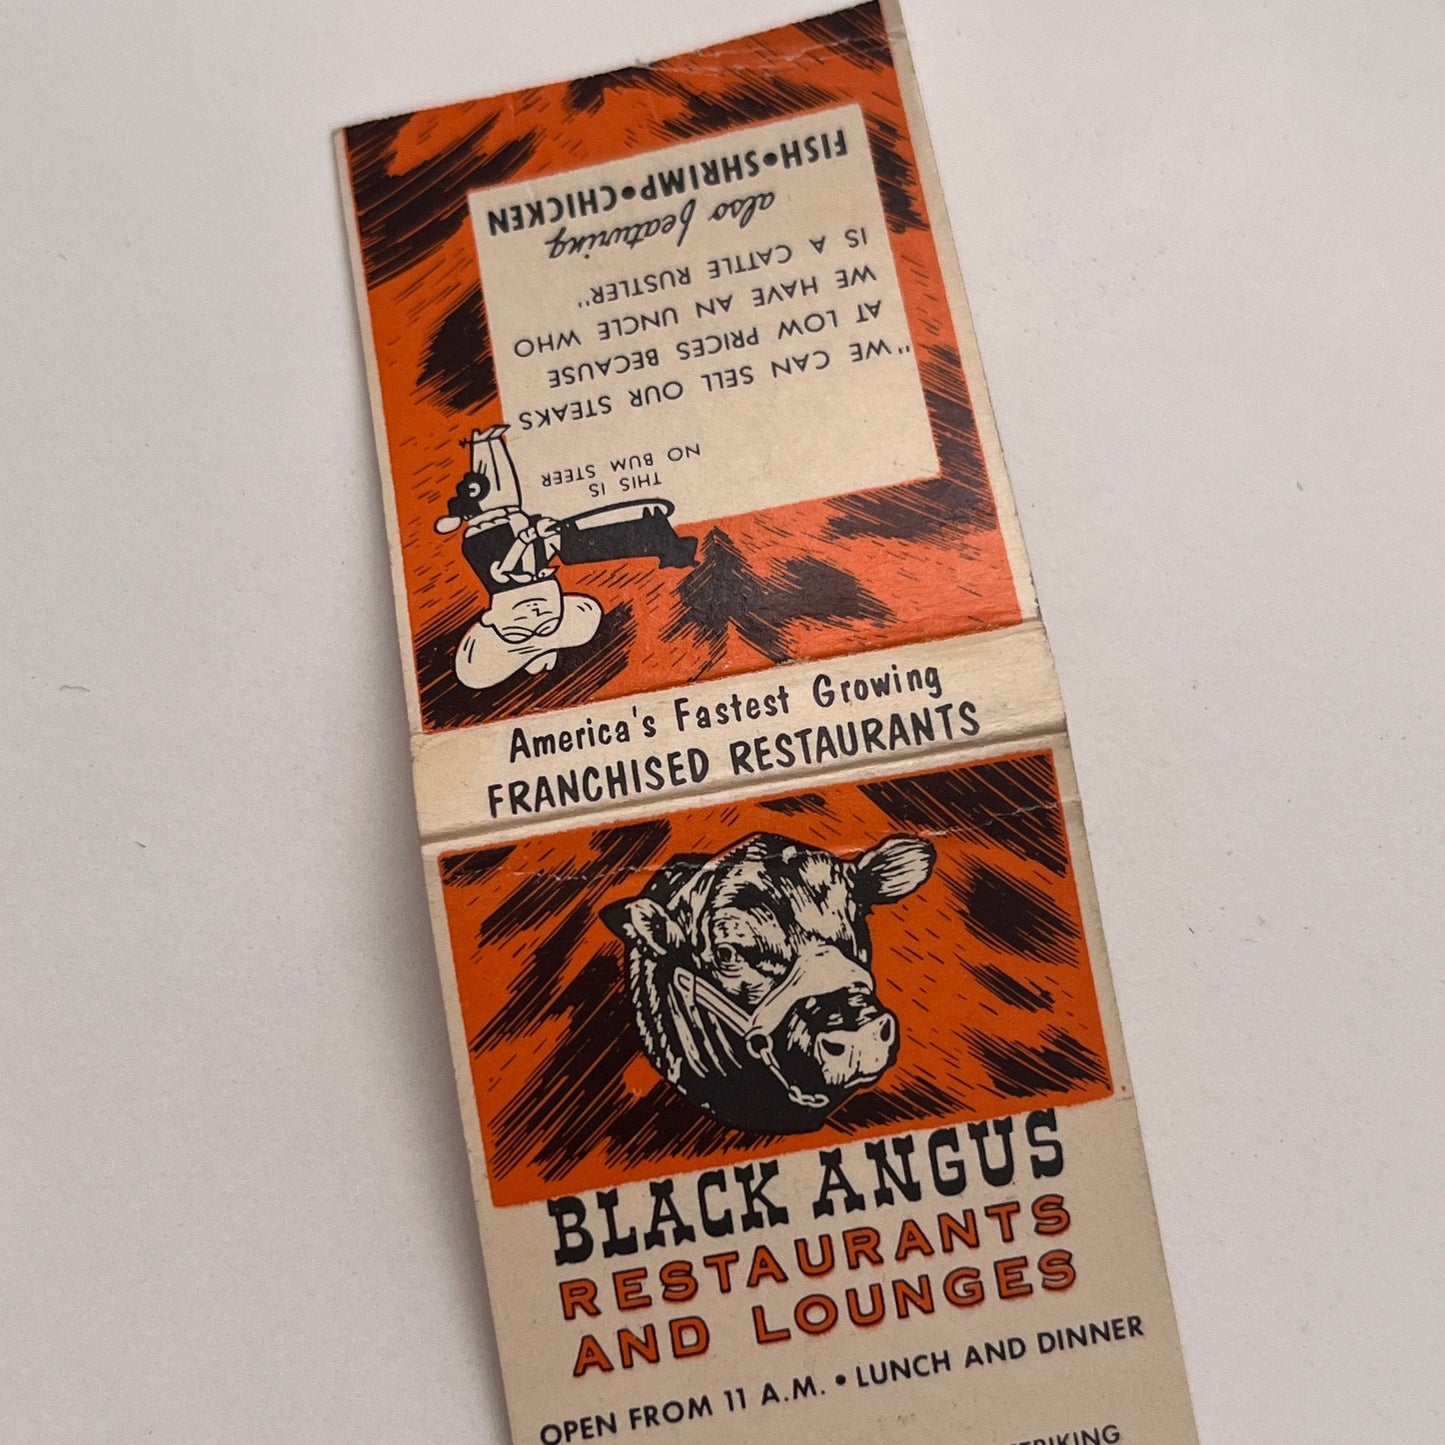 THIS IS
NO BUM STEER
"WE CAN SELL OUR STEAKS
AT LOW PRICES BECAUSE
WE HAVE AN UNCLE WHO
IS A CATTLE RUSTLER"
also featuring
FISH•SHRIMP•CHICKEN
America's Fastest Growing
FRANCHISED RESTAURANTS
BLACK ANGUS
RESTAURANTS
AND LOUNGES
OPEN FROM 11 A.M. • LUNCH AND DINNER
STRIKING